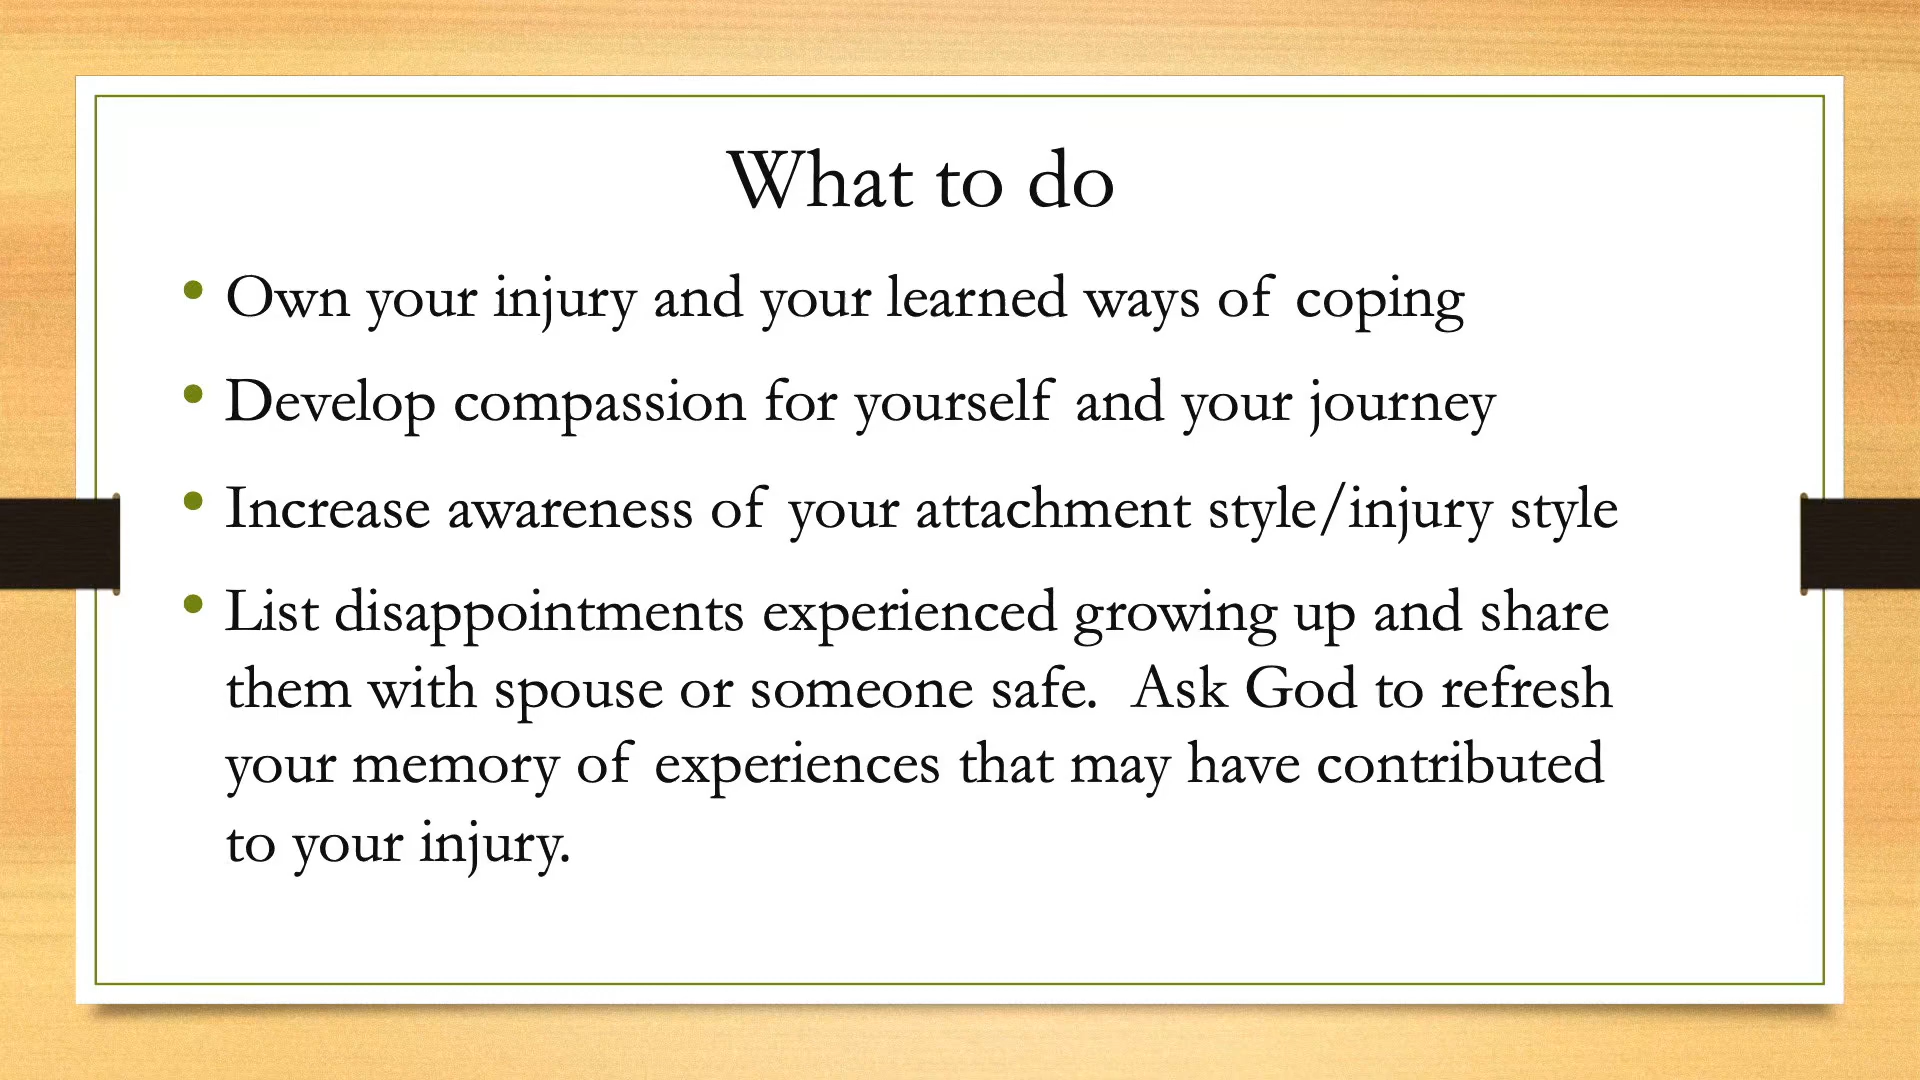 What to do
• Own your injury and your learned ways of coping
• Develop compassion for yourself and your journey
• Increase awareness of your attachment style/injury style
• List disappointments experienced growing up and share
them with spouse or someone safe.  Ask God to refresh
your memory of experiences that may have contributed
to your injury.